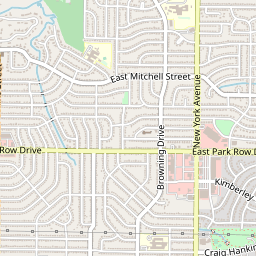 East Mitchell Street
New York Avenue
Browning Drive
Row Drive
East Park Row D
Kimberley
Craig Hankin